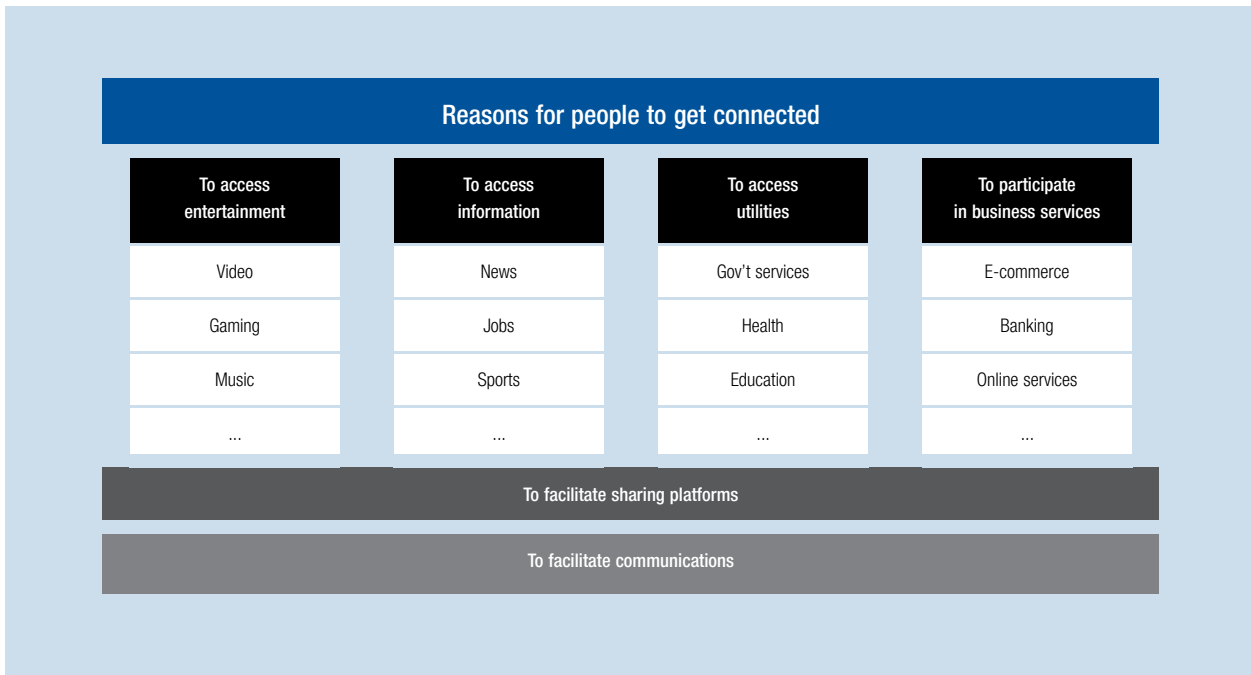 Reasons for people to get connected
To access
entertainment
Video
Gaming
Music
...
To access
information
News
Jobs
Sports
...
To access
utilities
Gov't services
Health
Education
...
To participate
in business services
E-commerce
Banking
Online services
...
To facilitate sharing platforms
To facilitate communications